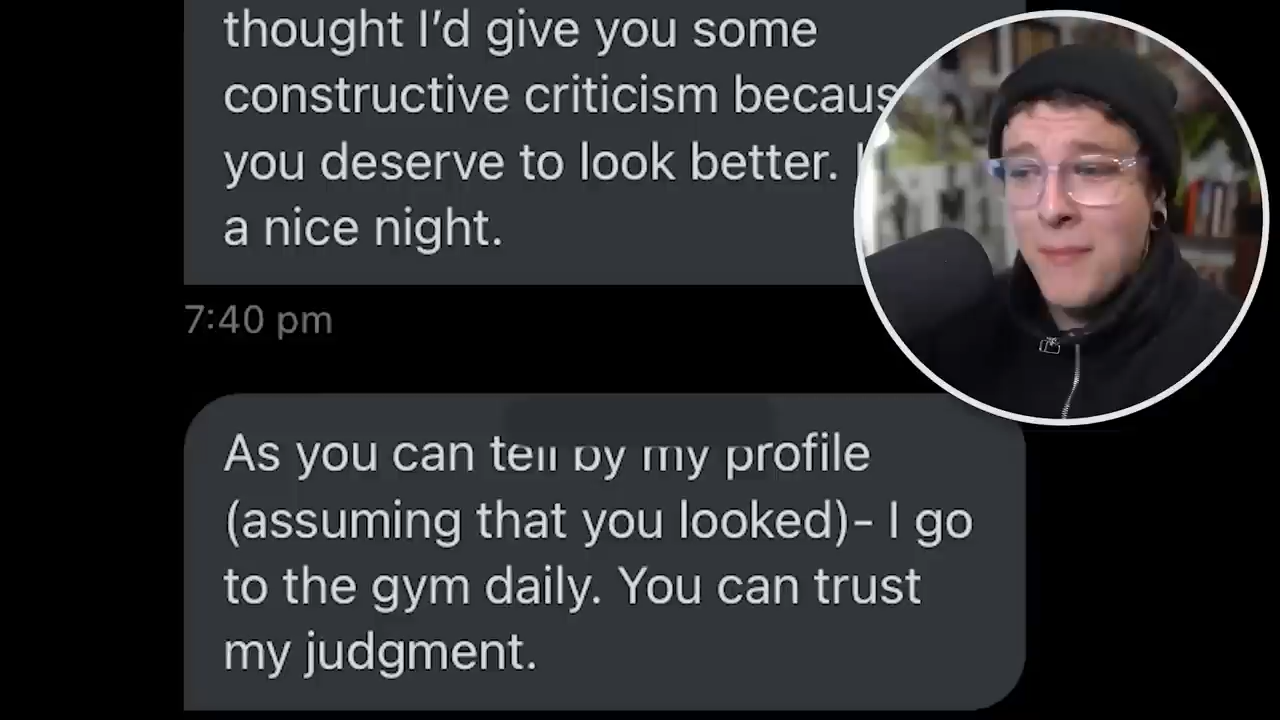 thought I'd give you some
constructive criticism becaus
you deserve to look better.
a nice night.
7:40 pm
As you can tell by my profile
(assuming that you looked)- I go
to the gym daily. You can trust
my judgment.